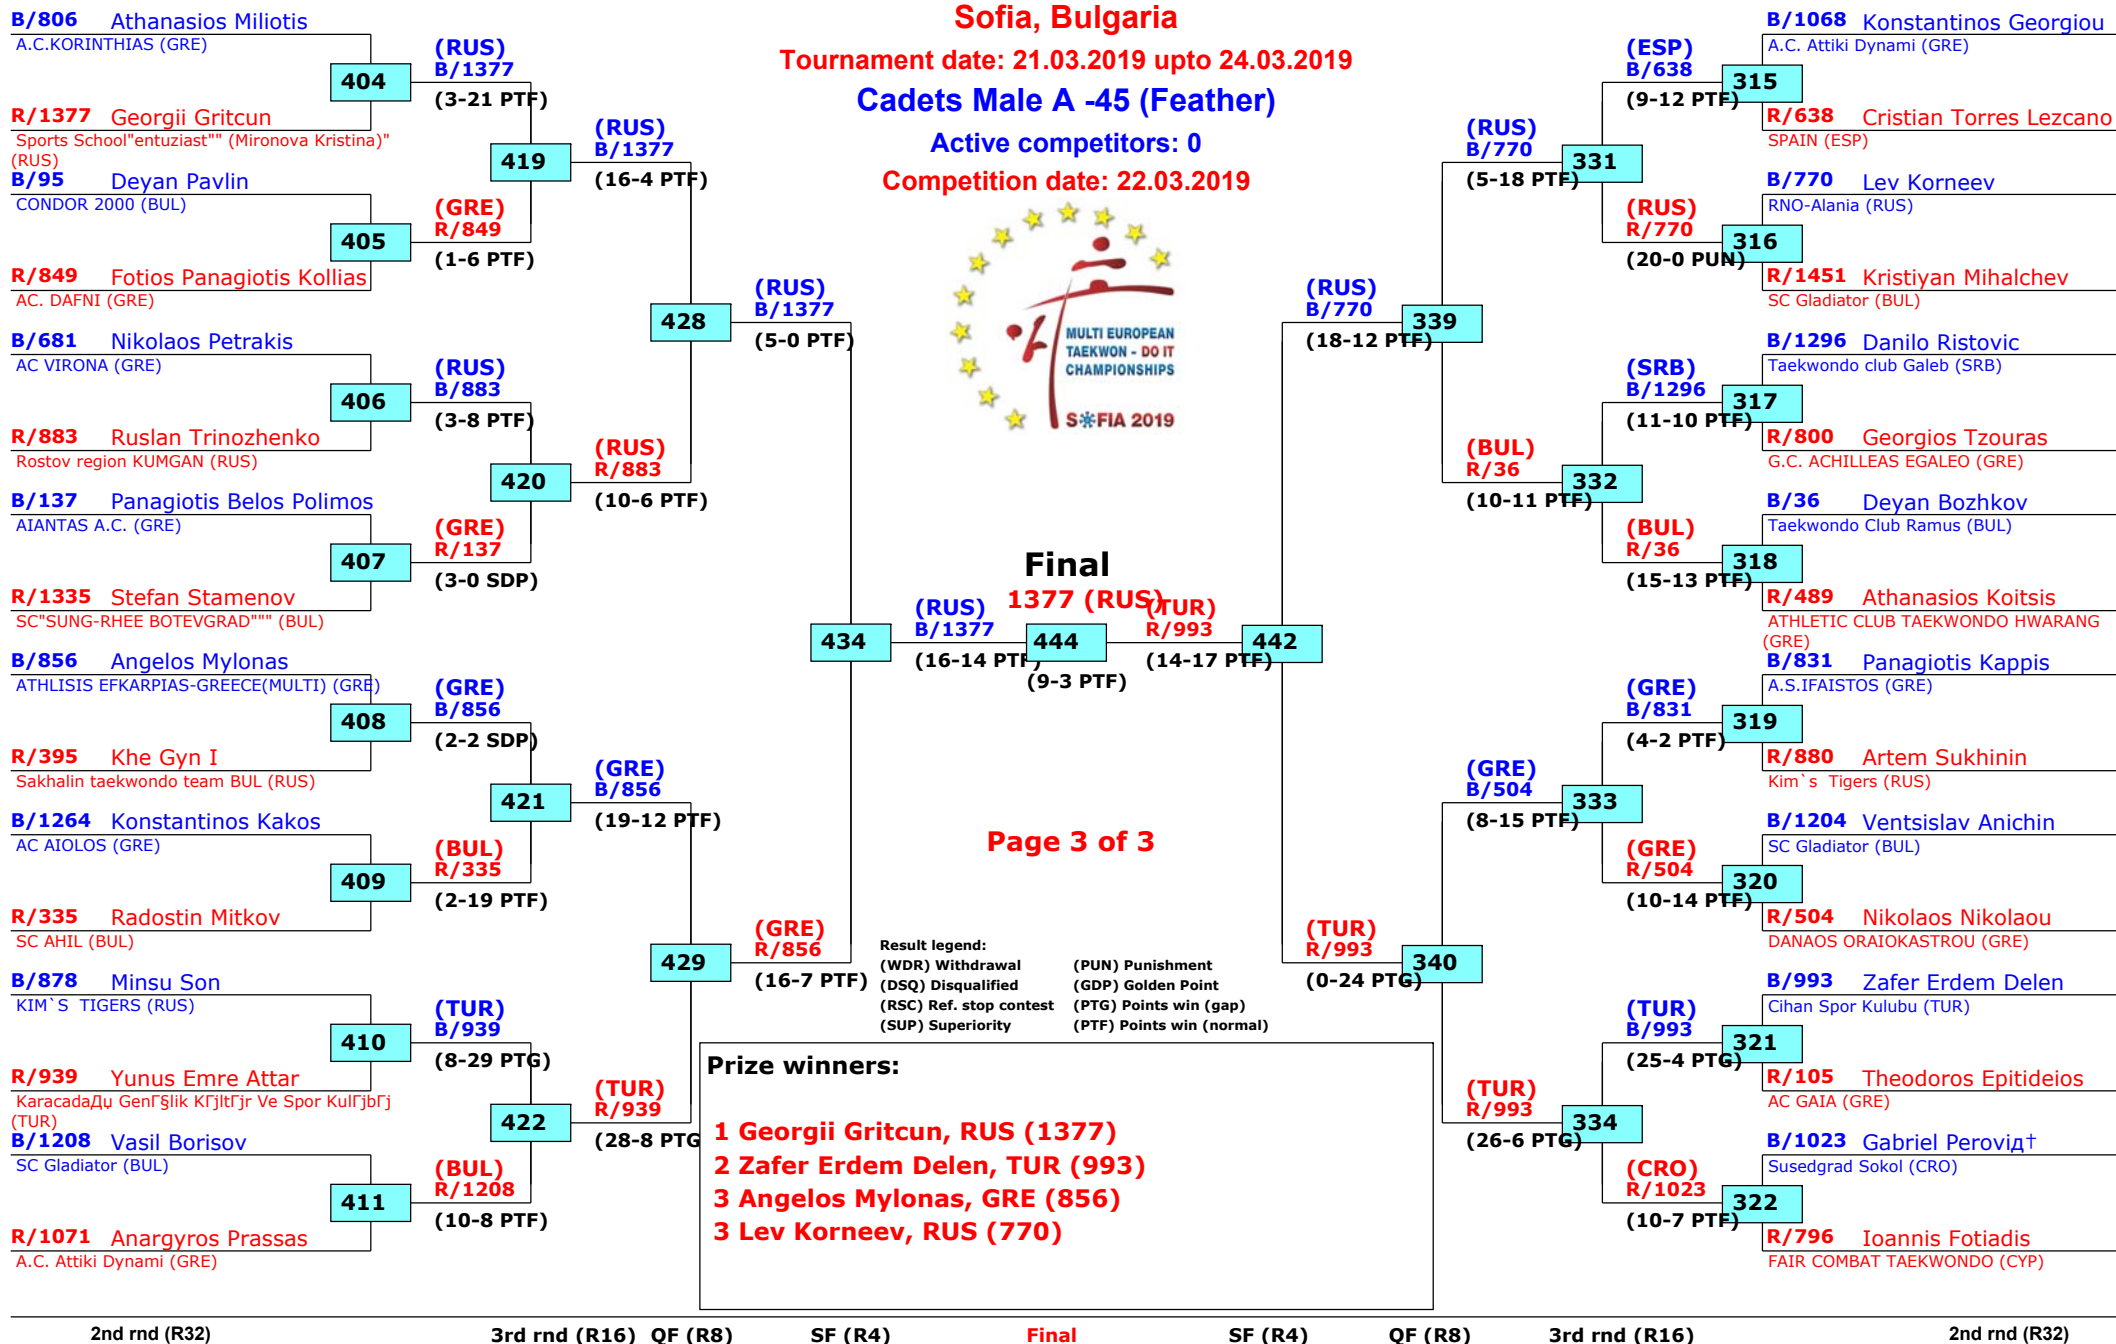 Sofia, Bulgaria
Tournament date: 21.03.2019 upto 24.03.2019
Cadets Male A -45 (Feather)
Active competitors: 0
Competition date: 22.03.2019
MULTI EUROPEAN
TAEKWON - DO IT
CHAMPIONSHIPS
S☼FIA 2019
B/806 Athanasios Miliotis
A.C.KORINTHIAS (GRE)
404
R/1377 Georgii Gritcun
Sports School"entuziast"" (Mironova Kristina)"
(RUS)
B/95 Deyan Pavlin
CONDOR 2000 (BUL)
405
R/849 Fotios Panagiotis Kollias
AC. DAFNI (GRE)
B/681 Nikolaos Petrakis
AC VIRONA (GRE)
406
R/883 Ruslan Trinozhenko
Rostov region KUMGAN (RUS)
B/137 Panagiotis Belos Polimos
AIANTAS A.C. (GRE)
407
R/1335 Stefan Stamenov
SC"SUNG-RHEE BOTEVGRAD""" (BUL)
B/856 Angelos Mylonas
ATHLISIS EFKARPIAS-GREECE(MULTI) (GRE)
408
R/395 Khe Gyn I
Sakhalin taekwondo team BUL (RUS)
B/1264 Konstantinos Kakos
AC AIOLOS (GRE)
409
R/335 Radostin Mitkov
SC AHIL (BUL)
B/878 Minsu Son
KIM`S TIGERS (RUS)
410
R/939 Yunus Emre Attar
KaracadaДџ GenГ§lik KГјltГјr Ve Spor KulГјbГј
(TUR)
B/1208 Vasil Borisov
SC Gladiator (BUL)
411
R/1071 Anargyros Prassas
A.C. Attiki Dynami (GRE)
(RUS)
B/1377
(3-21 PTF)
419
(GRE)
R/849
(1-6 PTF)
(RUS)
B/883
(3-8 PTF)
420
(GRE)
R/137
(3-0 SDP)
(GRE)
B/856
(2-2 SDP)
421
(BUL)
R/335
(2-19 PTF)
(TUR)
B/939
(8-29 PTG)
422
(BUL)
R/1208
(10-8 PTF)
(RUS)
B/1377
(16-4 PTF)
428
(RUS)
R/883
(10-6 PTF)
(GRE)
B/856
(19-12 PTF)
429
(TUR)
R/939
(28-8 PTG
(RUS)
B/1377
(5-0 PTF)
434
(GRE)
R/856
(16-7 PTF)
Final
1377 (RUS)
(RUS)
B/1377
(16-14 PTF)
444
(9-3 PTF)
(TUR)
R/993
(14-17 PTF)
442
Page 3 of 3
(RUS)
B/770
(18-12 PTF)
339
(TUR)
R/993
(0-24 PTG)
340
(RUS)
B/770
(5-18 PTF)
331
(BUL)
R/36
(10-11 PTF)
332
(GRE)
B/504
(8-15 PTF)
333
(TUR)
R/993
(26-6 PTG)
334
(ESP)
B/638
(9-12 PTF)
315
(RUS)
R/770
(20-0 PUN)
316
(SRB)
B/1296
(11-10 PTF)
317
(BUL)
R/36
(15-13 PTF)
318
(GRE)
B/831
(4-2 PTF)
319
(GRE)
R/504
(10-14 PTF)
320
(TUR)
B/993
(25-4 PTG)
321
(CRO)
R/1023
(10-7 PTF)
322
B/1068 Konstantinos Georgiou
A.C. Attiki Dynami (GRE)
R/638 Cristian Torres Lezcano
SPAIN (ESP)
B/770 Lev Korneev
RNO-Alania (RUS)
R/1451 Kristiyan Mihalchev
SC Gladiator (BUL)
B/1296 Danilo Ristovic
Taekwondo club Galeb (SRB)
R/800 Georgios Tzouras
G.C. ACHILLEAS EGALEO (GRE)
B/36 Deyan Bozhkov
Taekwondo Club Ramus (BUL)
R/489 Athanasios Koitsis
ATHLETIC CLUB TAEKWONDO HWARANG
(GRE)
B/831 Panagiotis Kappis
A.S.IFAISTOS (GRE)
R/880 Artem Sukhinin
Kim`s Tigers (RUS)
B/1204 Ventsislav Anichin
SC Gladiator (BUL)
R/504 Nikolaos Nikolaou
DANAOS ORAIOKASTROU (GRE)
B/993 Zafer Erdem Delen
Cihan Spor Kulubu (TUR)
R/105 Theodoros Epitideios
AC GAIA (GRE)
B/1023 Gabriel Peroviд†
Susedgrad Sokol (CRO)
R/796 Ioannis Fotiadis
FAIR COMBAT TAEKWONDO (CYP)
Result legend:
(WDR) Withdrawal (PUN) Punishment
(DSQ) Disqualified (GDP) Golden Point
(RSC) Ref. stop contest (PTG) Points win (gap)
(SUP) Superiority (PTF) Points win (normal)
Prize winners:
1 Georgii Gritcun, RUS (1377)
2 Zafer Erdem Delen, TUR (993)
3 Angelos Mylonas, GRE (856)
3 Lev Korneev, RUS (770)
2nd rnd (R32) 3rd rnd (R16) QF (R8) SF (R4) Final SF (R4) QF (R8) 3rd rnd (R16) 2nd rnd (R32)